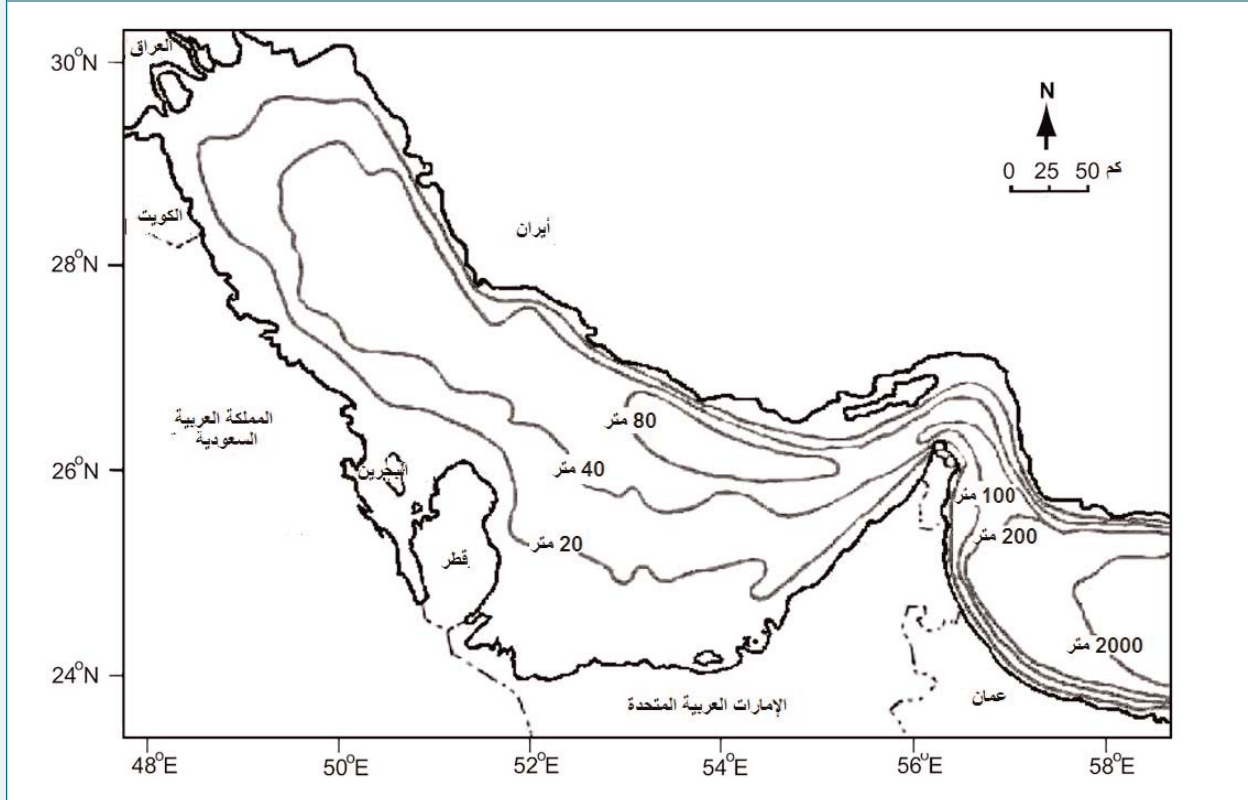 30°N
28°N
26°N
24°N
العراق
N
0 25 50 كم
الكويت
أيران
المملكة العربية
السعودية
البحرين
80 متر
40 متر
100 متر
20 متر
200 متر
قطر
2000 متر
عمان
الإمارات العربية المتحدة
48°E 50°E 52°E 54°E 56°E 58°E